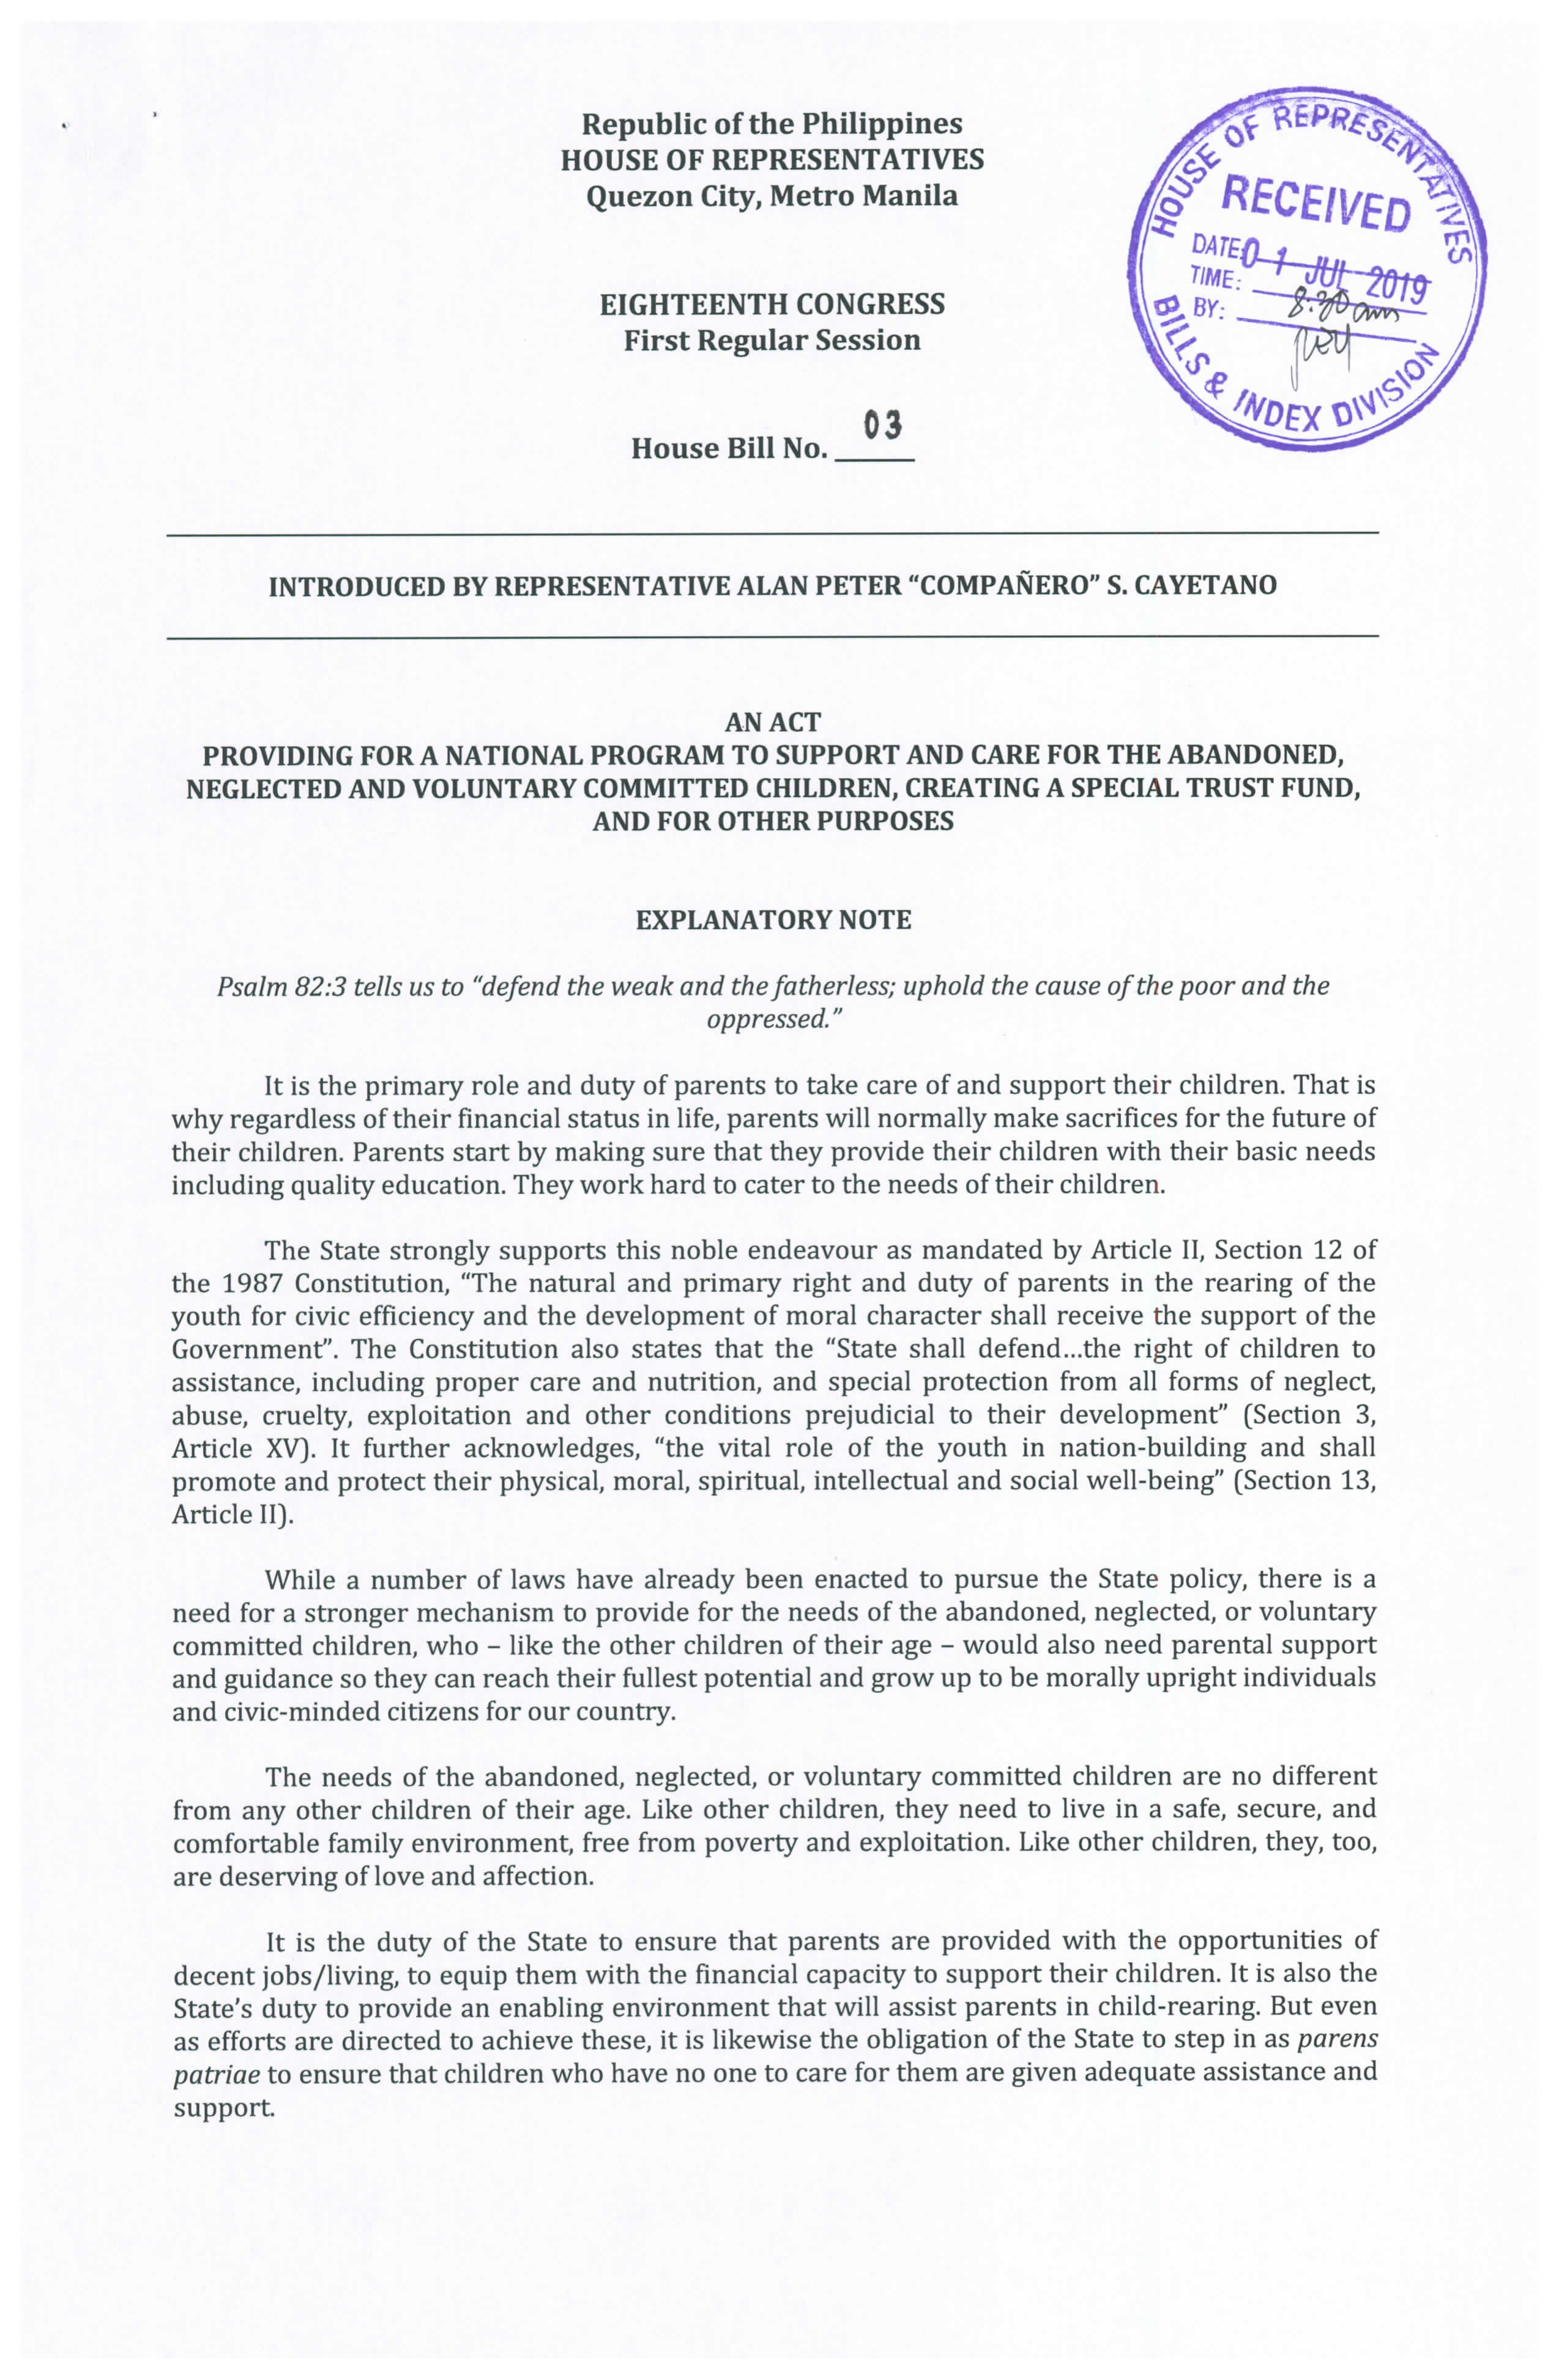 Republic of the Philippines
HOUSE OF REPRESENTATIVES
Quezon City, Metro Manila
HOUSE OF REPRESENTATIVES
RECEIVED
DATE: 01 JUL 2019
TIME: 8:30am
BY:
BILLS & INDEX DIVISION
EIGHTEENTH CONGRESS
First Regular Session
House Bill No. 03
INTRODUCED BY REPRESENTATIVE ALAN PETER “COMPAÑERO” S. CAYETANO
AN ACT
PROVIDING FOR A NATIONAL PROGRAM TO SUPPORT AND CARE FOR THE ABANDONED,
NEGLECTED AND VOLUNTARY COMMITTED CHILDREN, CREATING A SPECIAL TRUST FUND,
AND FOR OTHER PURPOSES
EXPLANATORY NOTE
Psalm 82:3 tells us to “defend the weak and the fatherless; uphold the cause of the poor and the
oppressed.”
It is the primary role and duty of parents to take care of and support their children. That is
why regardless of their financial status in life, parents will normally make sacrifices for the future of
their children. Parents start by making sure that they provide their children with their basic needs
including quality education. They work hard to cater to the needs of their children.
The State strongly supports this noble endeavour as mandated by Article II, Section 12 of
the 1987 Constitution, “The natural and primary right and duty of parents in the rearing of the
youth for civic efficiency and the development of moral character shall receive the support of the
Government”. The Constitution also states that the “State shall defend...the right of children to
assistance, including proper care and nutrition, and special protection from all forms of neglect,
abuse, cruelty, exploitation and other conditions prejudicial to their development” (Section 3,
Article XV). It further acknowledges, “the vital role of the youth in nation-building and shall
promote and protect their physical, moral, spiritual, intellectual and social well-being” (Section 13,
Article II).
While a number of laws have already been enacted to pursue the State policy, there is a
need for a stronger mechanism to provide for the needs of the abandoned, neglected, or voluntary
committed children, who – like the other children of their age – would also need parental support
and guidance so they can reach their fullest potential and grow up to be morally upright individuals
and civic-minded citizens for our country.
The needs of the abandoned, neglected, or voluntary committed children are no different
from any other children of their age. Like other children, they need to live in a safe, secure, and
comfortable family environment, free from poverty and exploitation. Like other children, they, too,
are deserving of love and affection.
It is the duty of the State to ensure that parents are provided with the opportunities of
decent jobs/living, to equip them with the financial capacity to support their children. It is also the
State’s duty to provide an enabling environment that will assist parents in child-rearing. But even
as efforts are directed to achieve these, it is likewise the obligation of the State to step in as parens
patriae to ensure that children who have no one to care for them are given adequate assistance and
support.